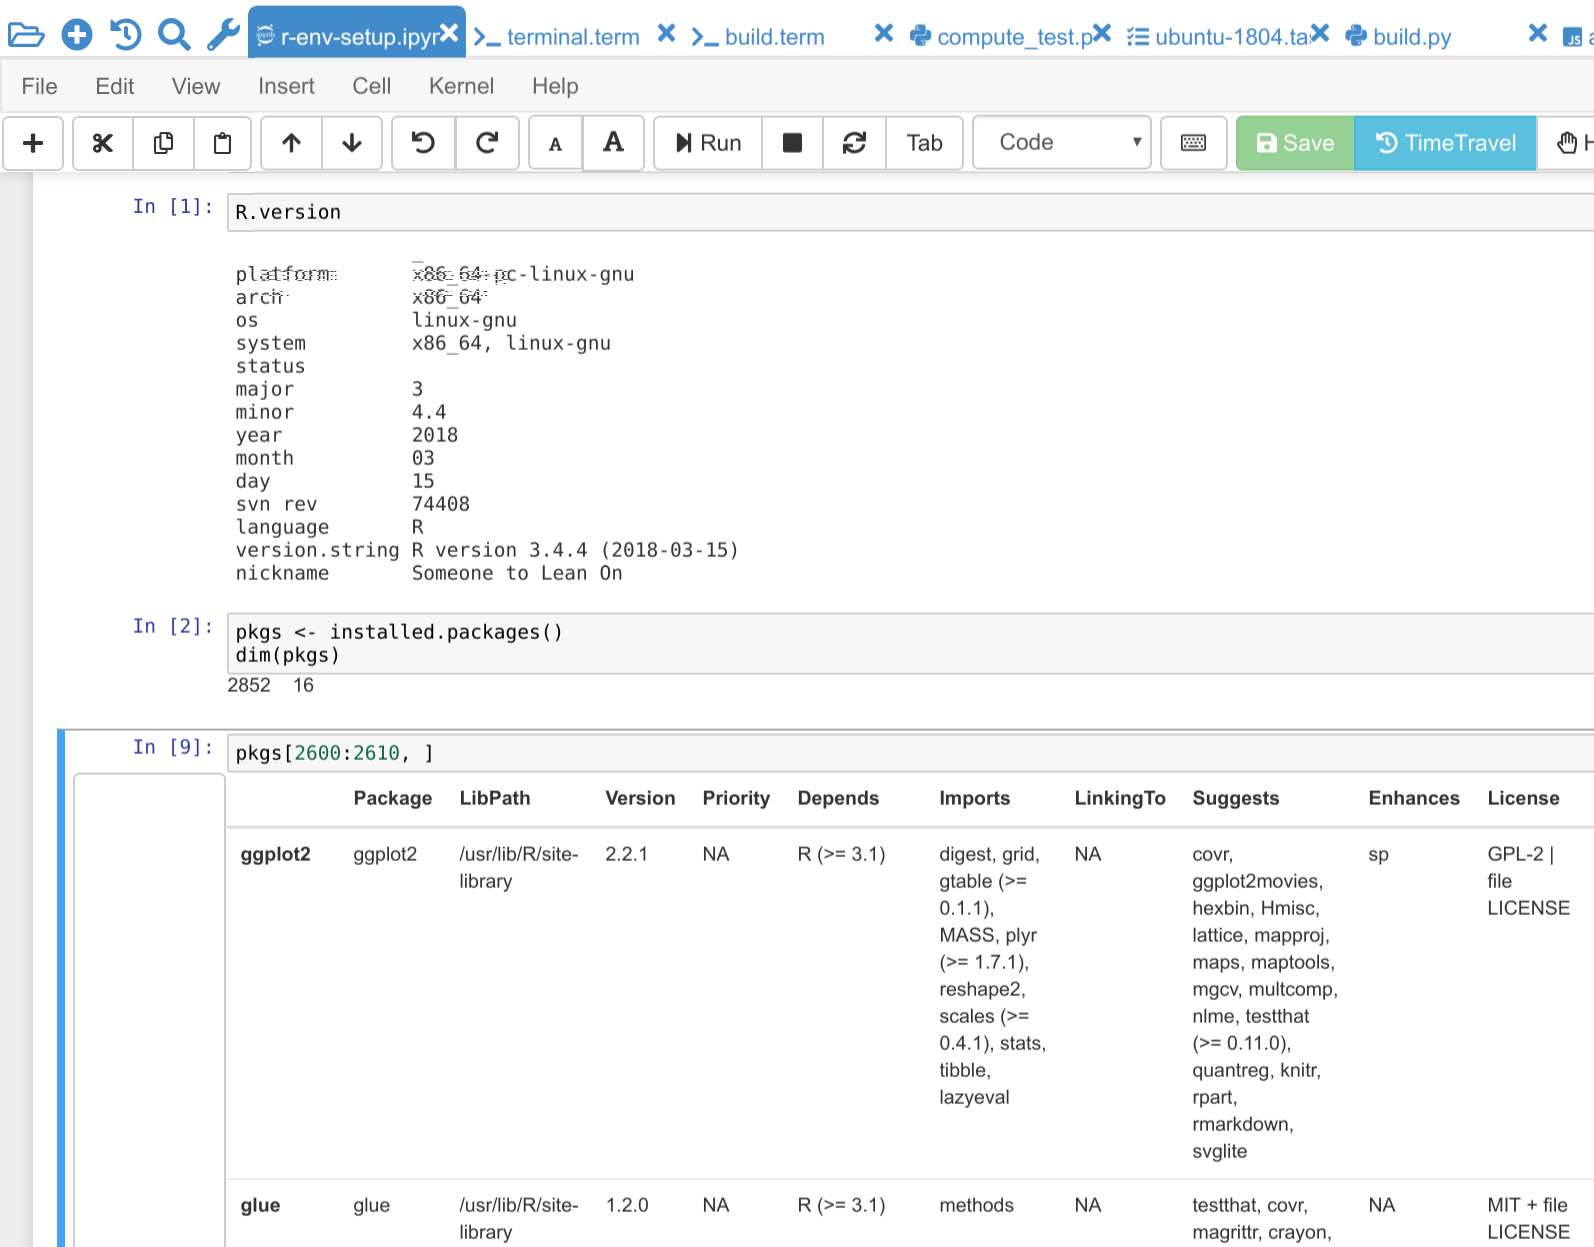 r-env-setup.ipyr terminal.term build.term compute_test.p ubuntu-1804.ta build.py
File Edit View Insert Cell Kernel Help
A A Run Tab Code Save TimeTravel H
In [1]: R.version
_
platform x86_64-pc-linux-gnu
arch x86_64
os linux-gnu
system x86_64, linux-gnu
status
major 3
minor 4.4
year 2018
month 03
day 15
svn rev 74408
language R
version.string R version 3.4.4 (2018-03-15)
nickname Someone to Lean On
In [2]: pkgs <- installed.packages()
dim(pkgs)
2852 16
In [9]: pkgs[2600:2610, ]
Package LibPath Version Priority Depends Imports LinkingTo Suggests Enhances License
ggplot2 ggplot2 /usr/lib/R/site- 2.2.1 NA R (>= 3.1) digest, grid, NA covr, sp GPL-2 |
library gtable (>= ggplot2movies, file
0.1.1), hexbin, Hmisc, LICENSE
MASS, plyr lattice, mapproj,
(>= 1.7.1), maps, maptools,
reshape2, mgcv, multcomp,
scales (>= nlme, testthat
0.4.1), stats, (>= 0.11.0),
tibble, quantreg, knitr,
lazyeval rpart,
rmarkdown,
svglite
glue glue /usr/lib/R/site- 1.2.0 NA R (>= 3.1) methods NA testthat, covr, NA MIT + file
library magrittr, crayon, LICENSE